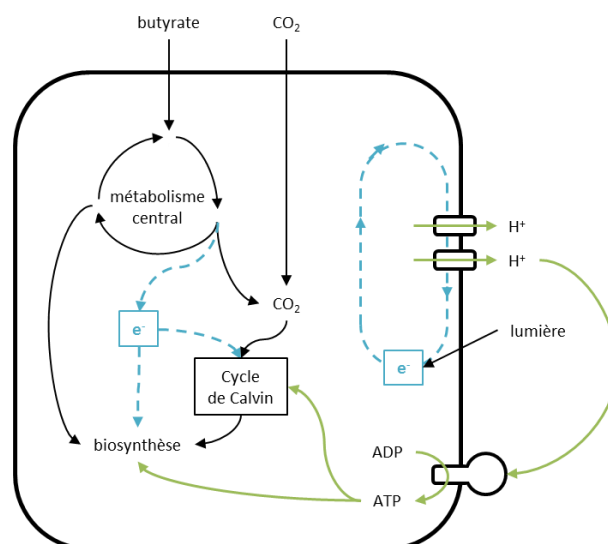 butyrate
CO2
métabolisme
central
H⁺
H⁺
CO2
e⁻
lumière
e⁻
Cycle
de Calvin
biosynthèse
ADP
ATP